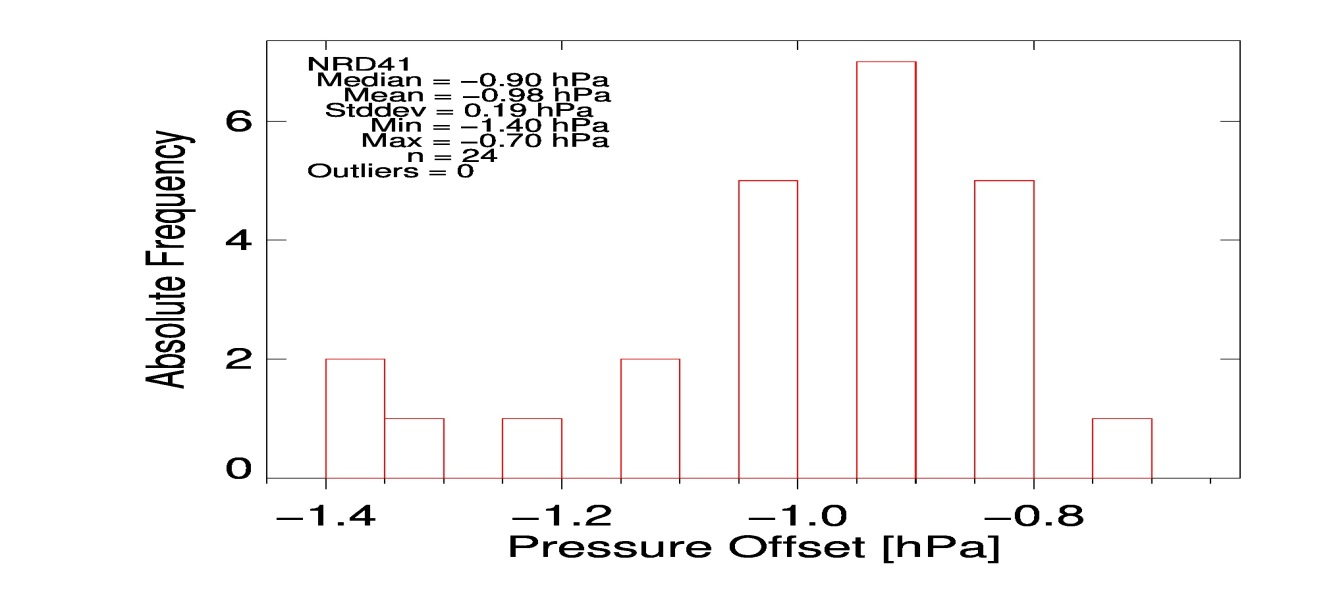 NRD41
Median = −0.90 hPa
Mean = −0.98 hPa
Stddev = 0.19 hPa
Min = −1.40 hPa
Max = −0.70 hPa
n = 24
Outliers = 0
Absolute Frequency
6
4
2
0
−1.4 −1.2 −1.0 −0.8
Pressure Offset [hPa]